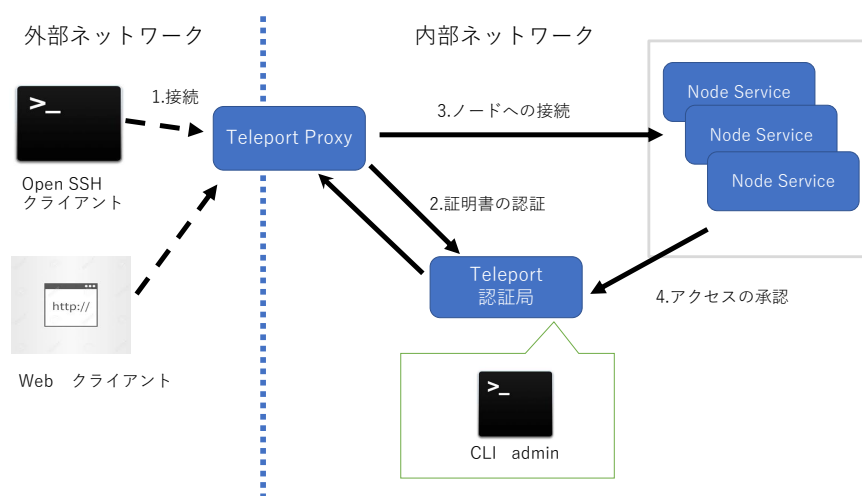 外部ネットワーク
内部ネットワーク
>_
1.接続
Teleport Proxy
3.ノードへの接続
Node Service
Node Service
Node Service
Open SSH
クライアント
2.証明書の認証
Teleport
認証局
4.アクセスの承認
http://
Web　クライアント
>_
CLI　admin